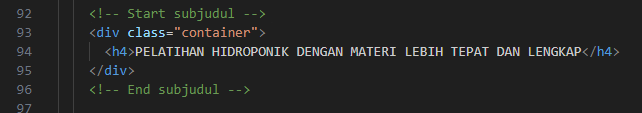 92 <!-- Start subjudul -->
93 <div class="container">
94 <h4>PELATIHAN HIDROPONIK DENGAN MATERI LEBIH TEPAT DAN LENGKAP</h4>
95 </div>
96 <!-- End subjudul -->
97